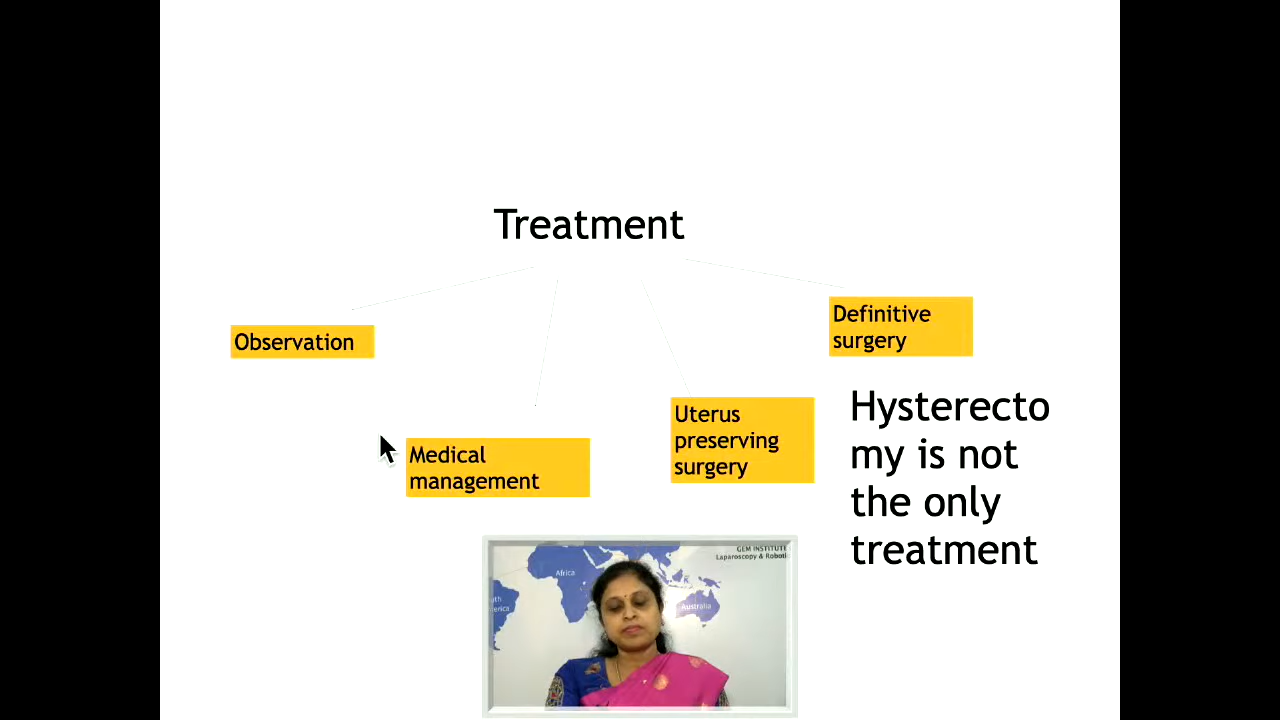 Treatment
Observation
Definitive
surgery
Medical
management
Uterus
preserving
surgery
Hysterecto
my is not
the only
treatment
GEM INSTITUTE
Laparoscopy & Roboti
Africa
Australia